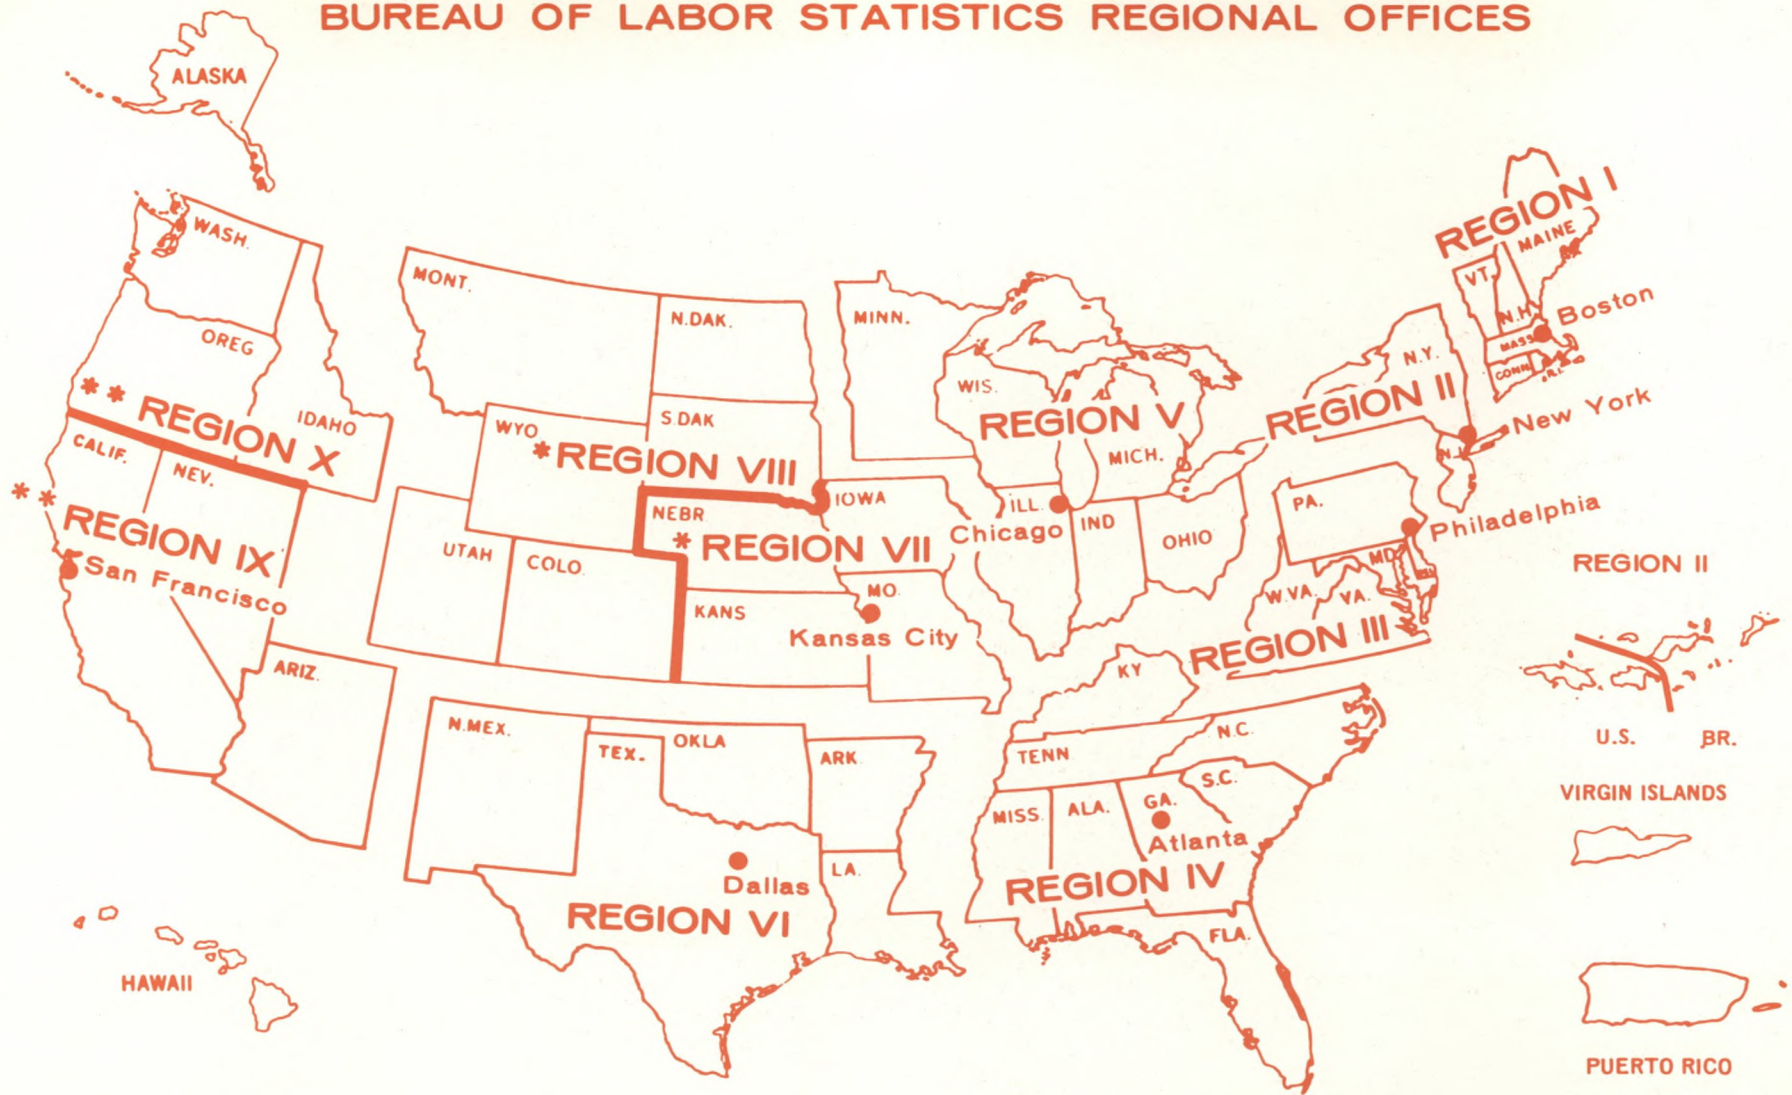 BUREAU OF LABOR STATISTICS REGIONAL OFFICES
ALASKA
REGION I
MAINE
VT.
N.H.
Boston
MASS
CONN
R.I.
WASH.
OREG
IDAHO
** REGION X
MONT.
N.DAK.
S.DAK
WYO
*REGION VIII
MINN.
WIS.
REGION V
MICH.
N.Y.
REGION II
New York
N.J.
CALIF.
NEV.
** REGION IX
San Francisco
UTAH
COLO.
NEBR
* REGION VII
IOWA
ILL.
Chicago
IND
OHIO
PA.
Philadelphia
MD
W.VA.
VA.
REGION III
REGION II
KANS
MO.
Kansas City
KY
ARIZ.
N.MEX.
TEX.
OKLA
ARK
TENN
N.C.
S.C.
U.S.
BR.
VIRGIN ISLANDS
MISS.
ALA.
GA.
Atlanta
REGION IV
Dallas
LA.
REGION VI
FLA.
HAWAII
PUERTO RICO